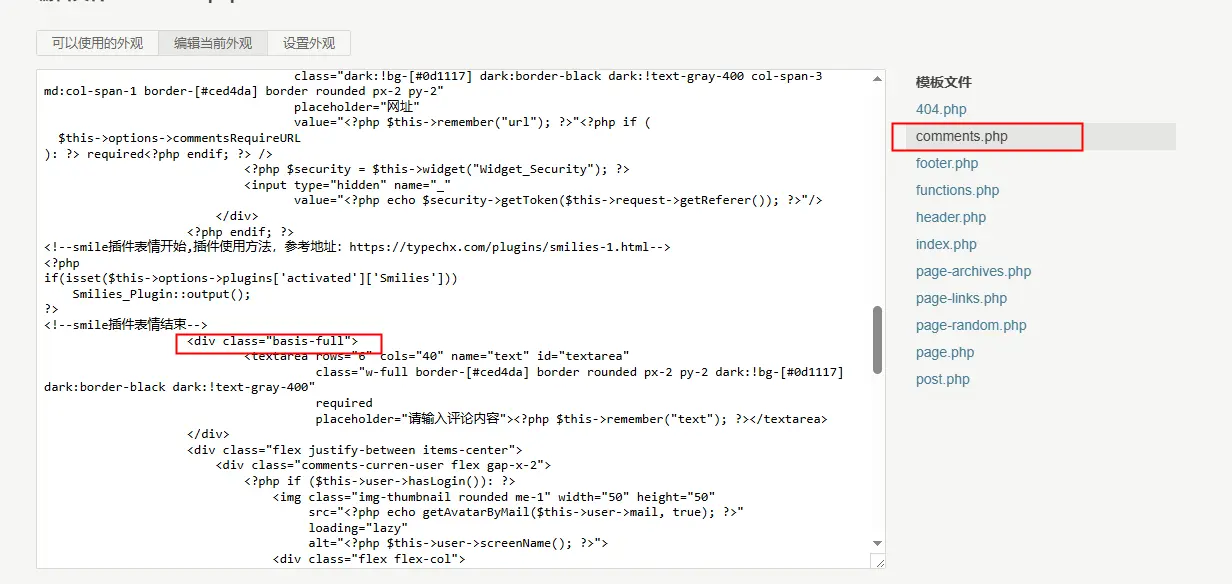 可以使用的外观 编辑当前外观 设置外观
class="dark:!bg-[#0d1117] dark:border-black dark:!text-gray-400 col-span-3
md:col-span-1 border-[#ced4da] border rounded px-2 py-2"
placeholder="网址"
value="<?php $this->remember("url"); ?>"<?php if (
$this->options->commentsRequireURL
): ?> required<?php endif; ?> />
<?php $security = $this->widget("Widget_Security"); ?>
<input type="hidden" name="_"
value="<?php echo $security->getToken($this->request->getReferer()); ?>"/>
</div>
<?php endif; ?>
<!--smile插件表情开始,插件使用方法，参考地址：https://typechx.com/plugins/smilies-1.html-->
<?php
if(isset($this->options->plugins['activated']['Smilies']))
Smilies_Plugin::output();
?>
<!--smile插件表情结束-->
<div class="basis-full">
<textarea rows="6" cols="40" name="text" id="textarea"
class="w-full border-[#ced4da] border rounded px-2 py-2 dark:!bg-[#0d1117]
dark:border-black dark:!text-gray-400"
required
placeholder="请输入评论内容"><?php $this->remember("text"); ?></textarea>
</div>
<div class="flex justify-between items-center">
<div class="comments-curren-user flex gap-x-2">
<?php if ($this->user->hasLogin()): ?>
<img class="img-thumbnail rounded me-1" width="50" height="50"
src="<?php echo getAvatarByMail($this->user->mail, true); ?>"
loading="lazy"
alt="<?php $this->user->screenName(); ?>">
<div class="flex flex-col">
模板文件
404.php
comments.php
footer.php
functions.php
header.php
index.php
page-archives.php
page-links.php
page-random.php
page.php
post.php